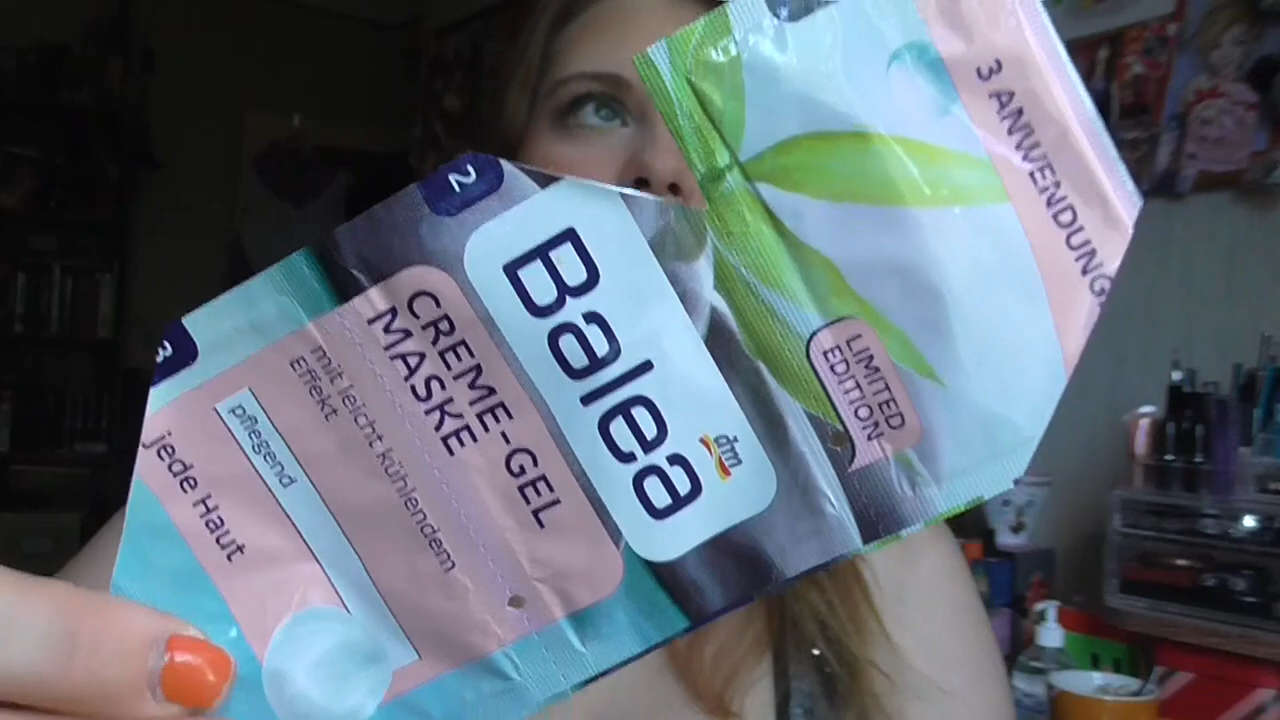 3 ANWENDUNG
LIMITED
EDITION
2
Balea
dm
CREME-GEL
MASKE
mit leicht kühlendem
Effekt
3
pflegend
jede Haut